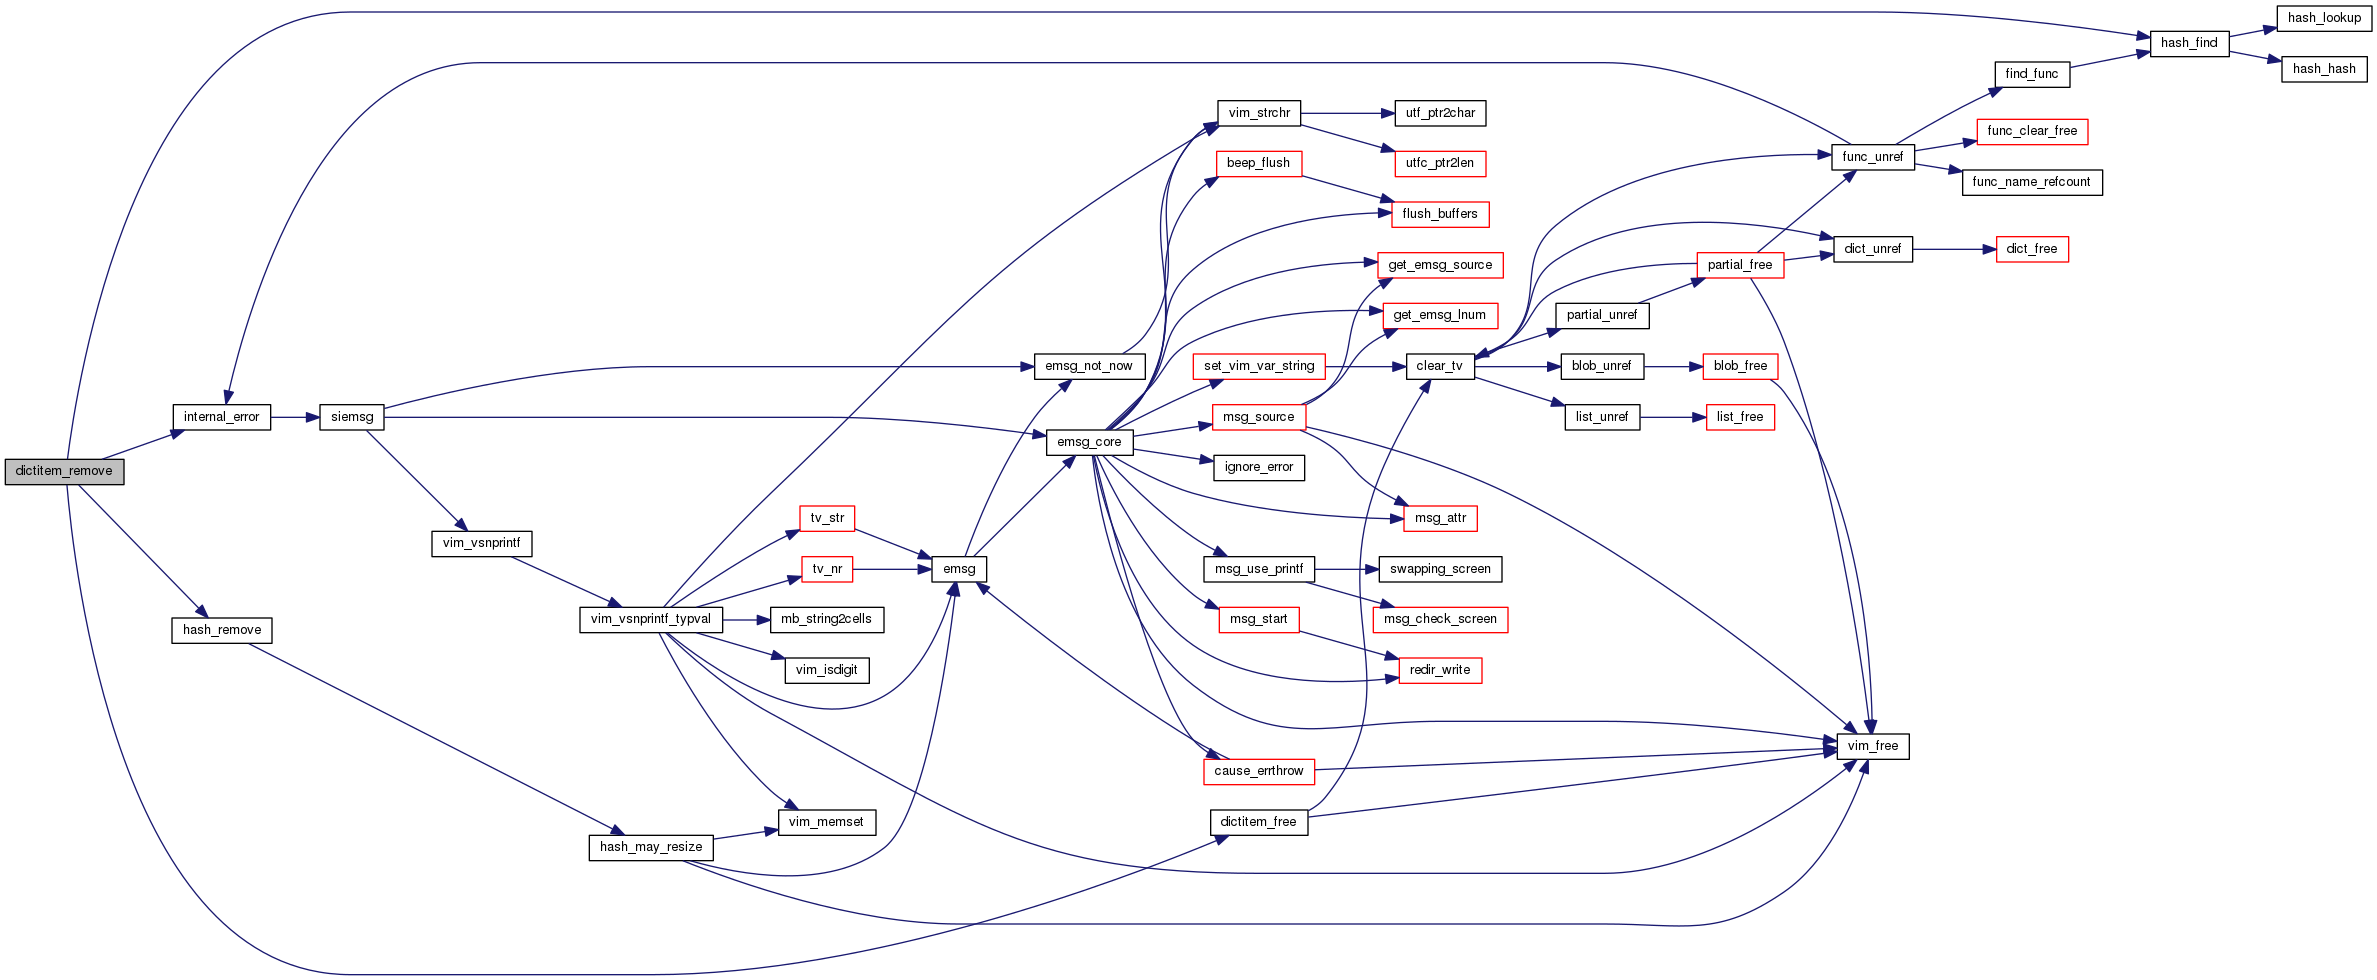 dictitem_remove
internal_error
hash_remove
siemsg
vim_vsnprintf
vim_vsnprintf_typval
hash_may_resize
tv_str
tv_nr
mb_string2cells
vim_isdigit
vim_memset
emsg
emsg_not_now
emsg_core
vim_strchr
beep_flush
set_vim_var_string
msg_source
ignore_error
msg_use_printf
msg_start
cause_errthrow
dictitem_free
utf_ptr2char
utfc_ptr2len
flush_buffers
get_emsg_source
get_emsg_lnum
clear_tv
msg_attr
swapping_screen
msg_check_screen
redir_write
partial_unref
blob_unref
list_unref
partial_free
blob_free
list_free
func_unref
dict_unref
vim_free
find_func
func_clear_free
func_name_refcount
dict_free
hash_find
hash_lookup
hash_hash